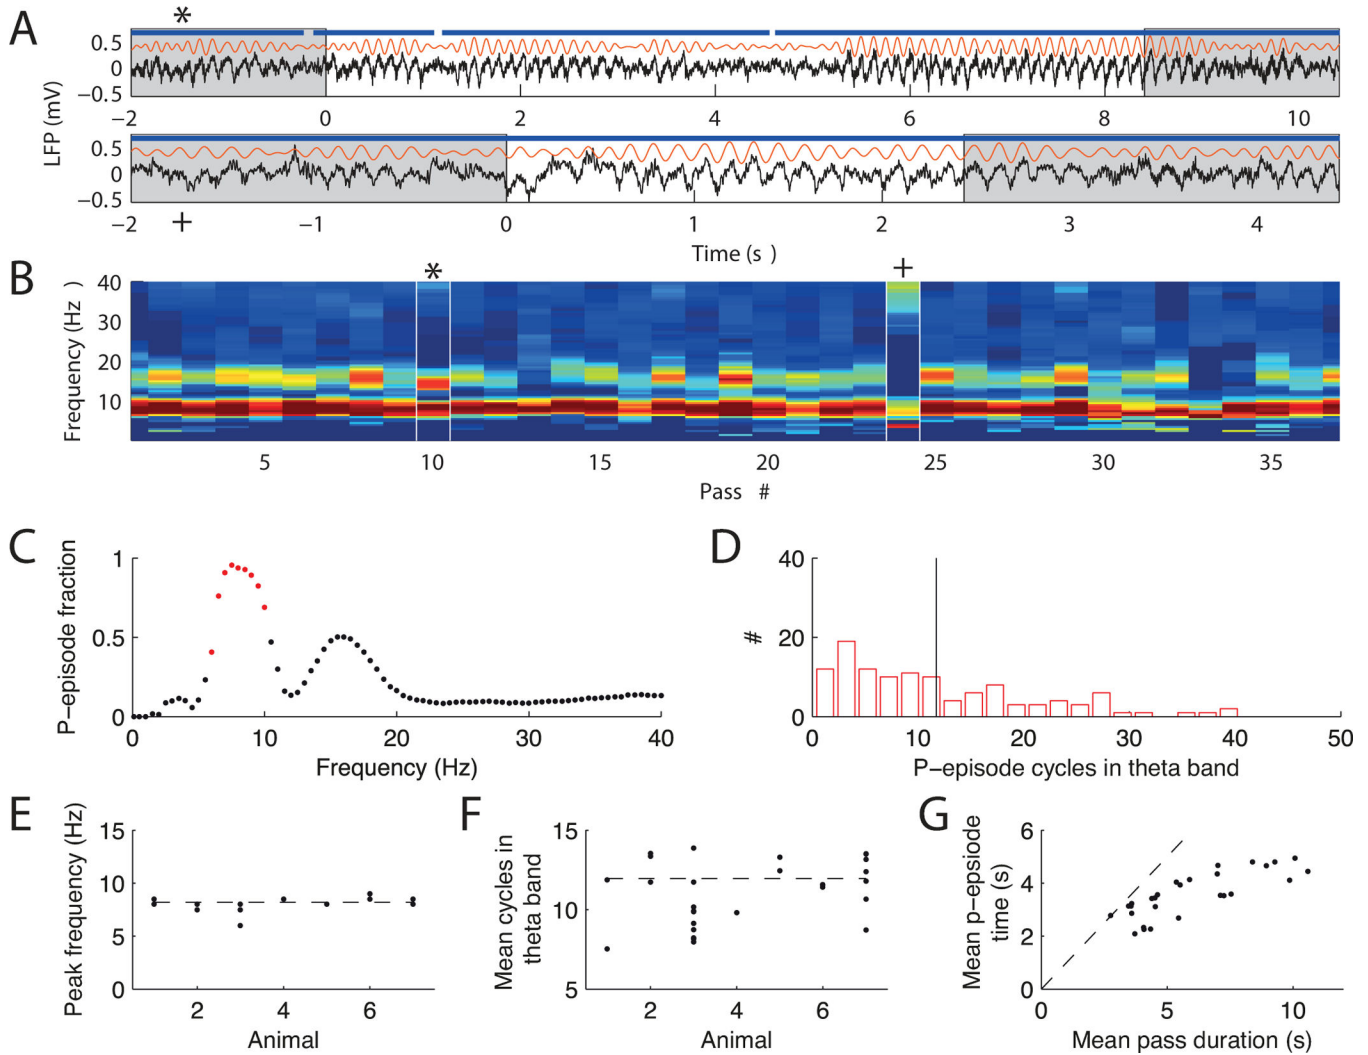 A
*
LFP (mV)
0.5
0
−0.5
−2 0 2 4 6 8 10
0.5
0
−0.5
−2 + −1 0 1 2 3 4
Time (s )
B
* +
Frequency (Hz )
40
30
20
10
5 10 15 20 25 30 35
Pass #
C
P−episode fraction
1
0.5
0
0 10 20 30 40
Frequency (Hz)
D
#
40
20
0
0 10 20 30 40 50
P−episode cycles in theta band
E
Peak frequency (Hz)
15
10
5
0
2 4 6
Animal
F
Mean cycles in
theta band
15
10
5
2 4 6
Animal
G
Mean p−epsiode
time (s)
6
4
2
0
0 5 10
Mean pass duration (s)